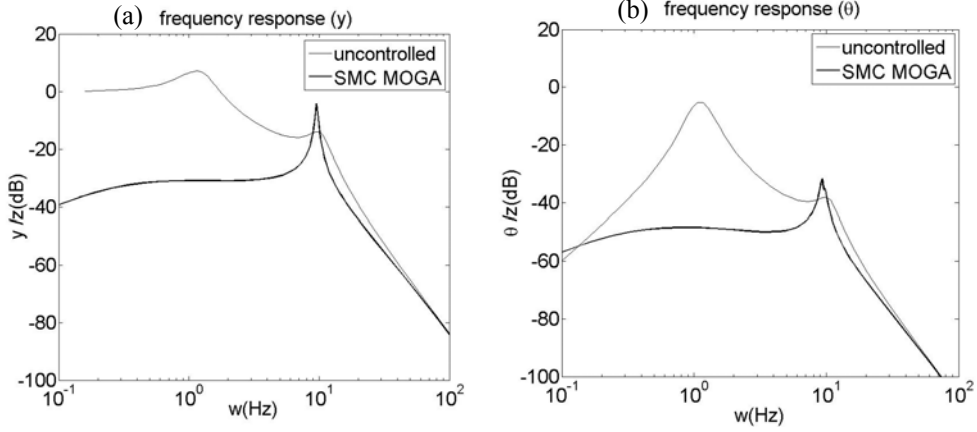 (a)
frequency response (y)
uncontrolled
SMC MOGA
20
0
-20
-40
-60
-80
-100
y /z(dB)
10^-1
10^0
10^1
10^2
w(Hz)
(b)
frequency response (θ)
uncontrolled
SMC MOGA
20
0
-20
-40
-60
-80
-100
θ /z(dB)
10^-1
10^0
10^1
10^2
w(Hz)